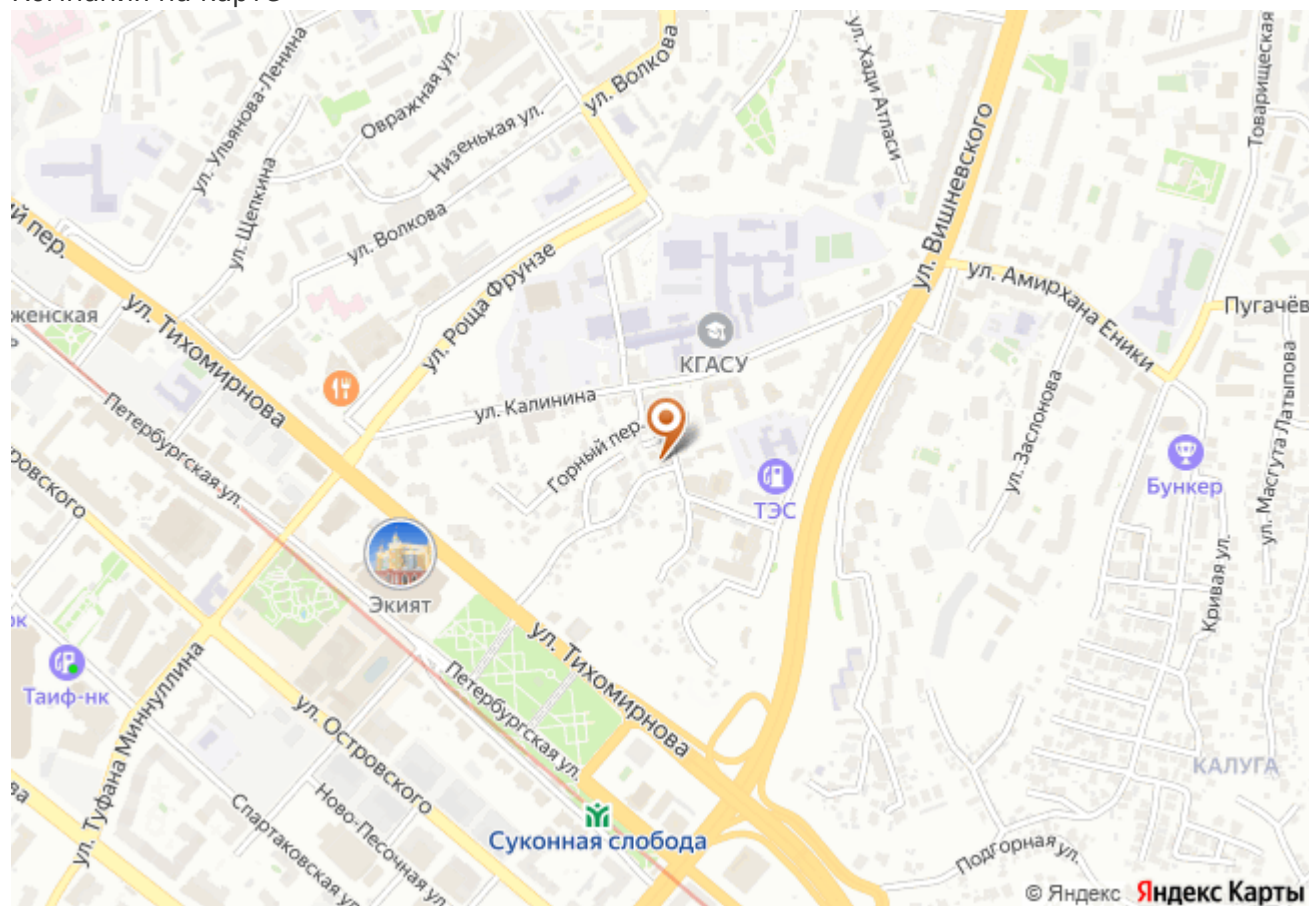 ул. Ульянова-Ленина
Овражная ул.
ул. Волкова
Низенькая ул.
ул. Хади Атласи
ул. Вишневского
Товарищеская
ул. Щепкина
ул. Волкова
й пер.
ул. Роща Фрунзе
ул. Амирхана Еники
Пугачёв
женская
ул. Тихомирнова
КГАСУ
ул. Калинина
Горный пер.
ул. Заслонова
ул. Масгута Латыпова
Петербургская ул.
ровского
ТЭС
Бункер
Экият
Кривая ул.
ок
Таиф-нк
ул. Туфана Миннуллина
ул. Тихомирнова
Петербургская ул.
ул. Островского
КАЛУГА
ва
Спартаковская ул.
Ново-Песочная ул.
Суконная слобода
Подгорная ул.
© Яндекс Яндекс Карты